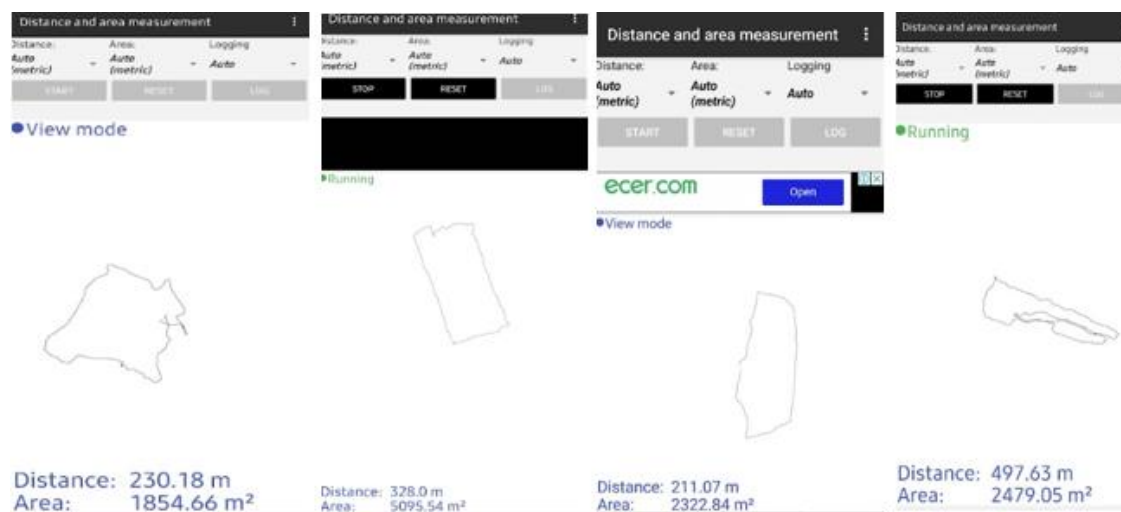 Distance and area measurement
Distance: Area: Logging
Auto (metric) Auto (metric) Auto
START RESET LOG
View mode
Distance: 230.18 m
Area: 1854.66 m²
Distance and area measurement
Distance: Area: Logging
Auto (metric) Auto (metric) Auto
STOP RESET LOG
Running
Distance: 328.0 m
Area: 5095.54 m²
Distance and area measurement
Distance: Area: Logging
Auto (metric) Auto (metric) Auto
START RESET LOG
ecer.com Open
View mode
Distance: 211.07 m
Area: 2322.84 m²
Distance and area measurement
Distance: Area: Logging
Auto (metric) Auto (metric) Auto
STOP RESET LOG
Running
Distance: 497.63 m
Area: 2479.05 m²